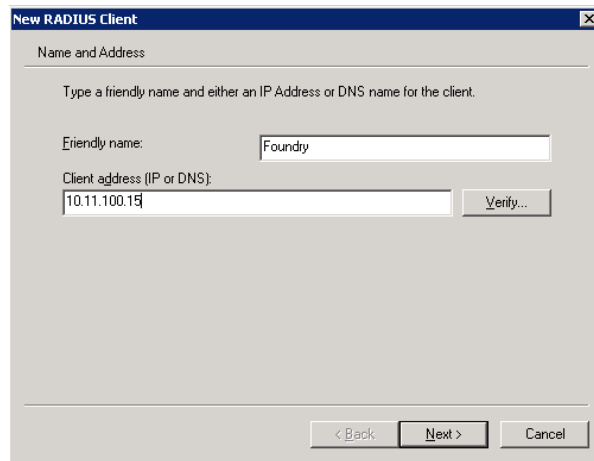 New RADIUS Client
Name and Address
Type a friendly name and either an IP Address or DNS name for the client.
Friendly name:
Foundry
Client address (IP or DNS):
10.11.100.15
Verify...
< Back
Next >
Cancel